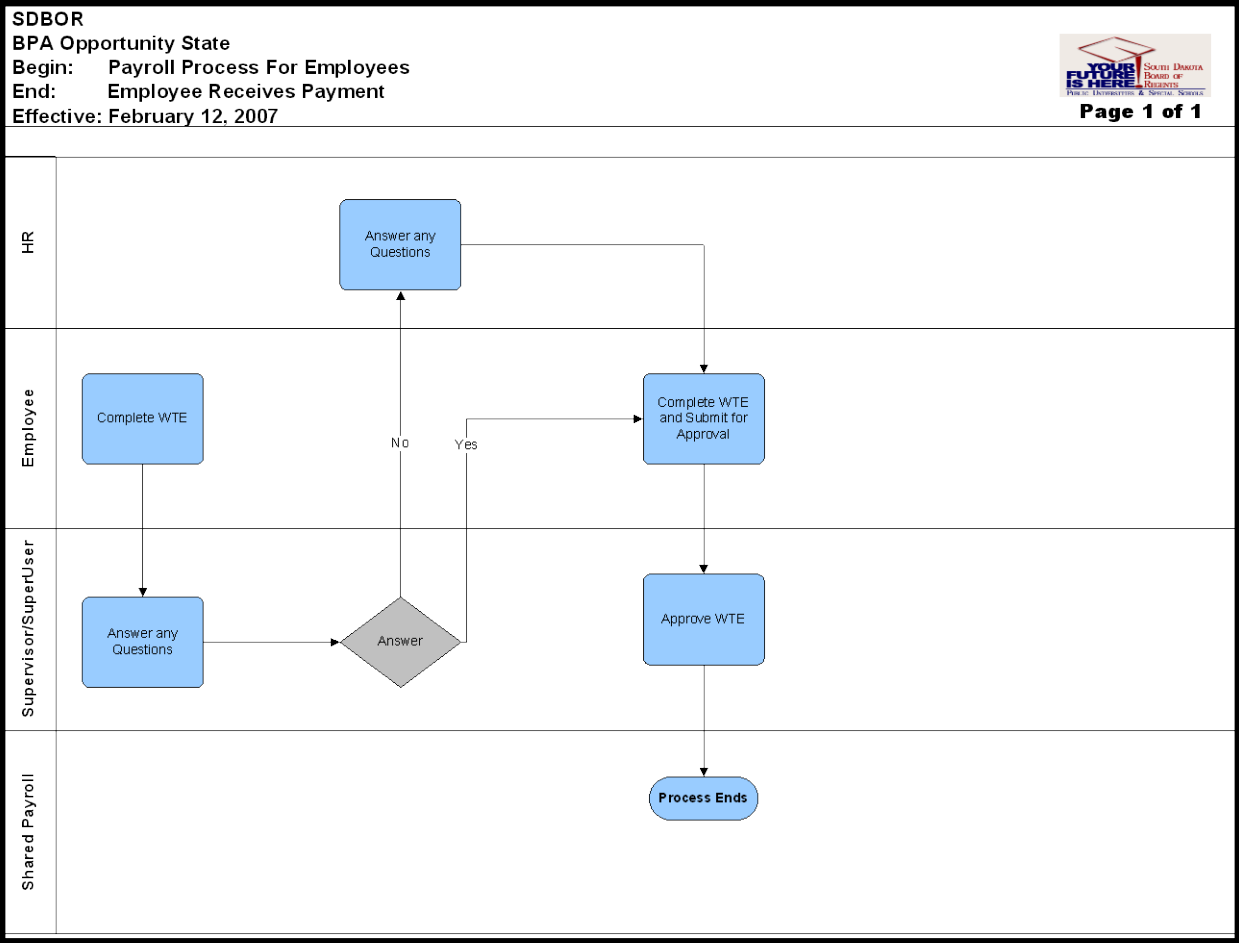 SDBOR
BPA Opportunity State
Begin: Payroll Process For Employees
End: Employee Receives Payment
Effective: February 12, 2007
YOUR
FUTURE
IS HERE
South Dakota
Board of
Regents
Public Universities & Special Schools
Page 1 of 1
HR
Answer any
Questions
Employee
Complete WTE
No
Yes
Complete WTE
and Submit for
Approval
Supervisor/SuperUser
Answer any
Questions
Answer
Approve WTE
Shared Payroll
Process Ends